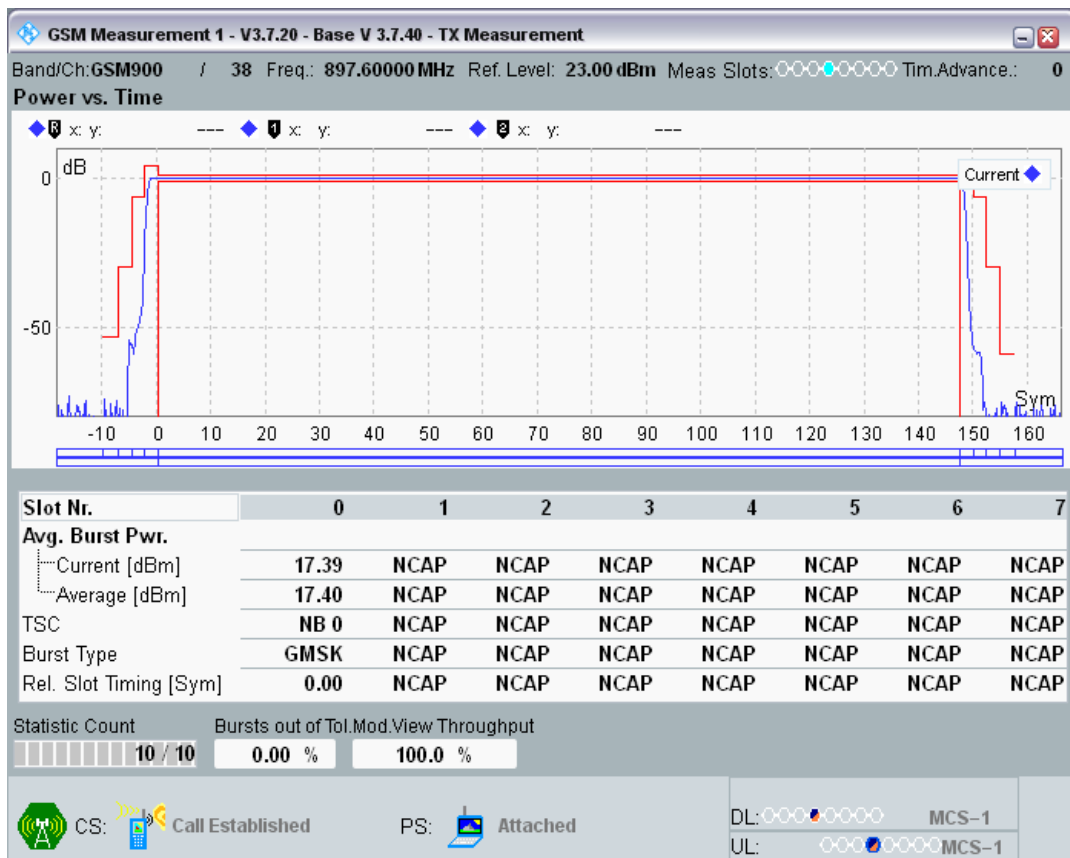 GSM Measurement 1 - V3.7.20 - Base V 3.7.40 - TX Measurement
Band/Ch:GSM900 / 38 Freq.: 897.60000 MHz Ref. Level: 23.00 dBm Meas Slots: Tim.Advance.: 0
Power vs. Time
R x: y: --- 1 x: y: --- 2 x: y: ---
dB
Current
0
-50
Sym
-10 0 10 20 30 40 50 60 70 80 90 100 110 120 130 140 150 160
Slot Nr. 0 1 2 3 4 5 6 7
Avg. Burst Pwr.
Current [dBm] 17.39 NCAP NCAP NCAP NCAP NCAP NCAP NCAP
Average [dBm] 17.40 NCAP NCAP NCAP NCAP NCAP NCAP NCAP
TSC NB 0 NCAP NCAP NCAP NCAP NCAP NCAP NCAP
Burst Type GMSK NCAP NCAP NCAP NCAP NCAP NCAP NCAP
Rel. Slot Timing [Sym] 0.00 NCAP NCAP NCAP NCAP NCAP NCAP NCAP
Statistic Count Bursts out of Tol.Mod.View Throughput
10 / 10 0.00 % 100.0 %
CS: Call Established PS: Attached
DL: MCS-1
UL: MCS-1